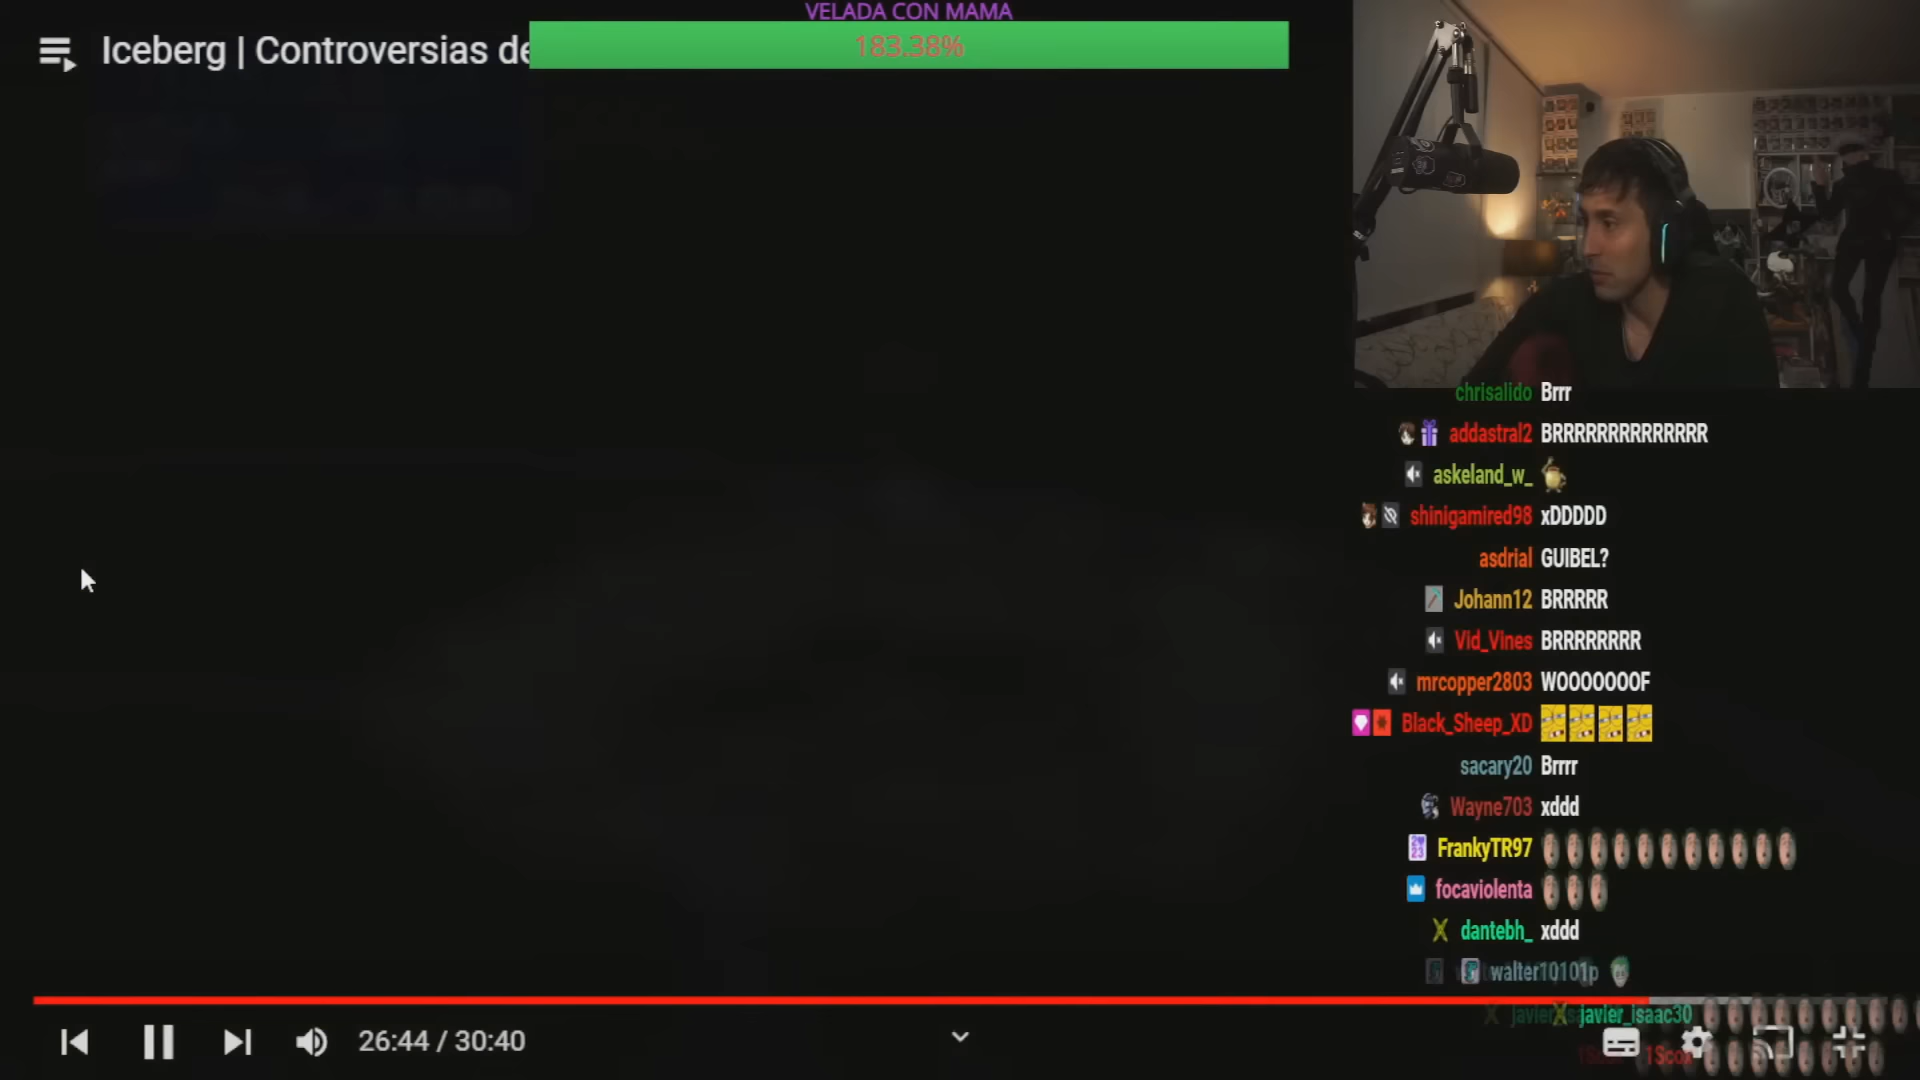 VELADA CON MAMA
Iceberg | Controversias de
183.38%
chrisalido Brrr
addastral2 BRRRRRRRRRRRRRRR
askeland_w_
shinigamired98 xDDDDD
asdrial GUIBEL?
Johann12 BRRRRR
Vid_Vines BRRRRRRRR
mrcopper2803 WOOOOOOOF
Black_Sheep_XD
sacary20 Brrrr
Wayne703 xddd
FrankyTR97
focaviolenta
dantebh_ xddd
walter10101p
javier_isaac30
26:44 / 30:40